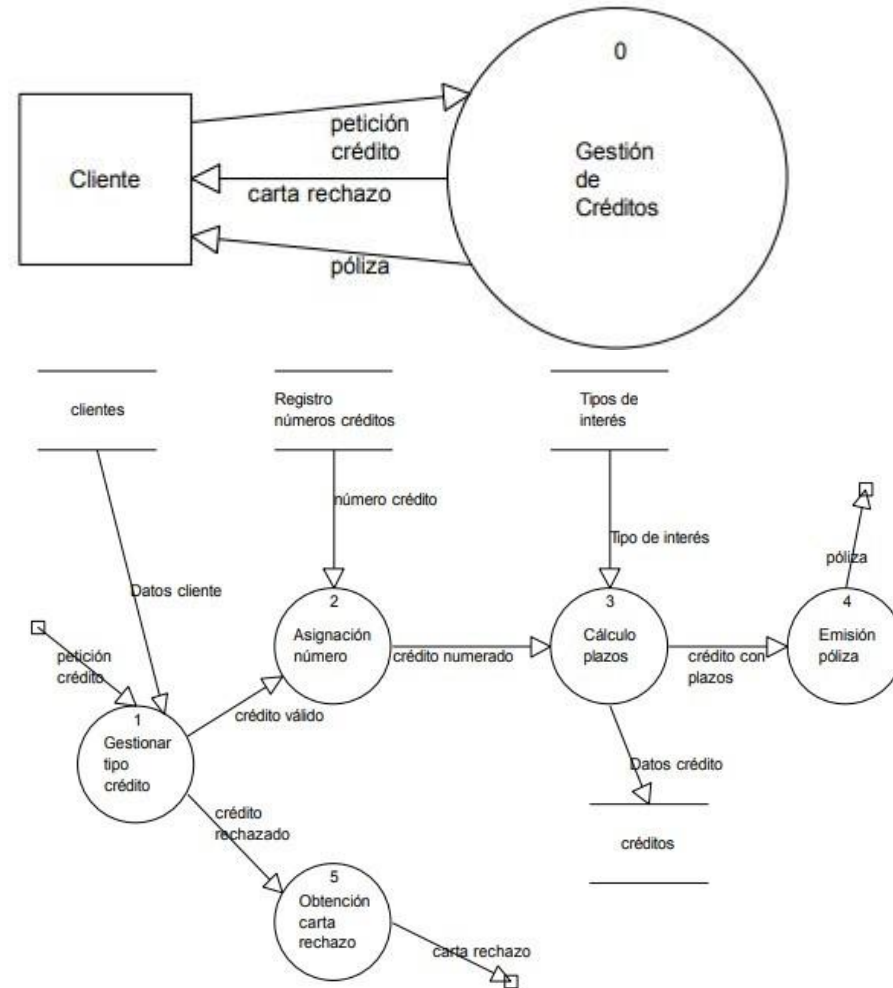 0
Gestión
de
Créditos
Cliente
petición
crédito
carta rechazo
póliza
clientes
Registro
números créditos
Tipos de
interés
número crédito
Tipo de interés
póliza
Datos cliente
petición
crédito
2
Asignación
número
crédito numerado
3
Cálculo
plazos
crédito con
plazos
4
Emisión
póliza
1
Gestionar
tipo
crédito
crédito válido
Datos crédito
crédito
rechazado
créditos
5
Obtención
carta
rechazo
carta rechazo